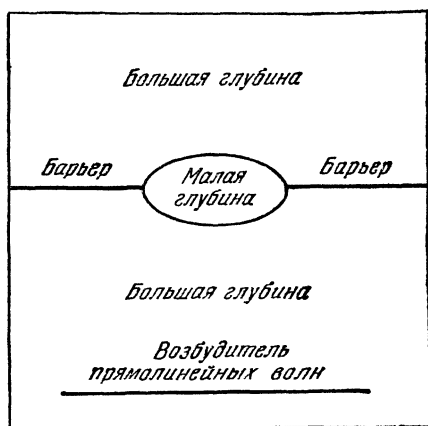 Большая глубина
Барьер
Малая
глубина
Барьер
Большая глубина
Возбудитель
прямолинейных волн